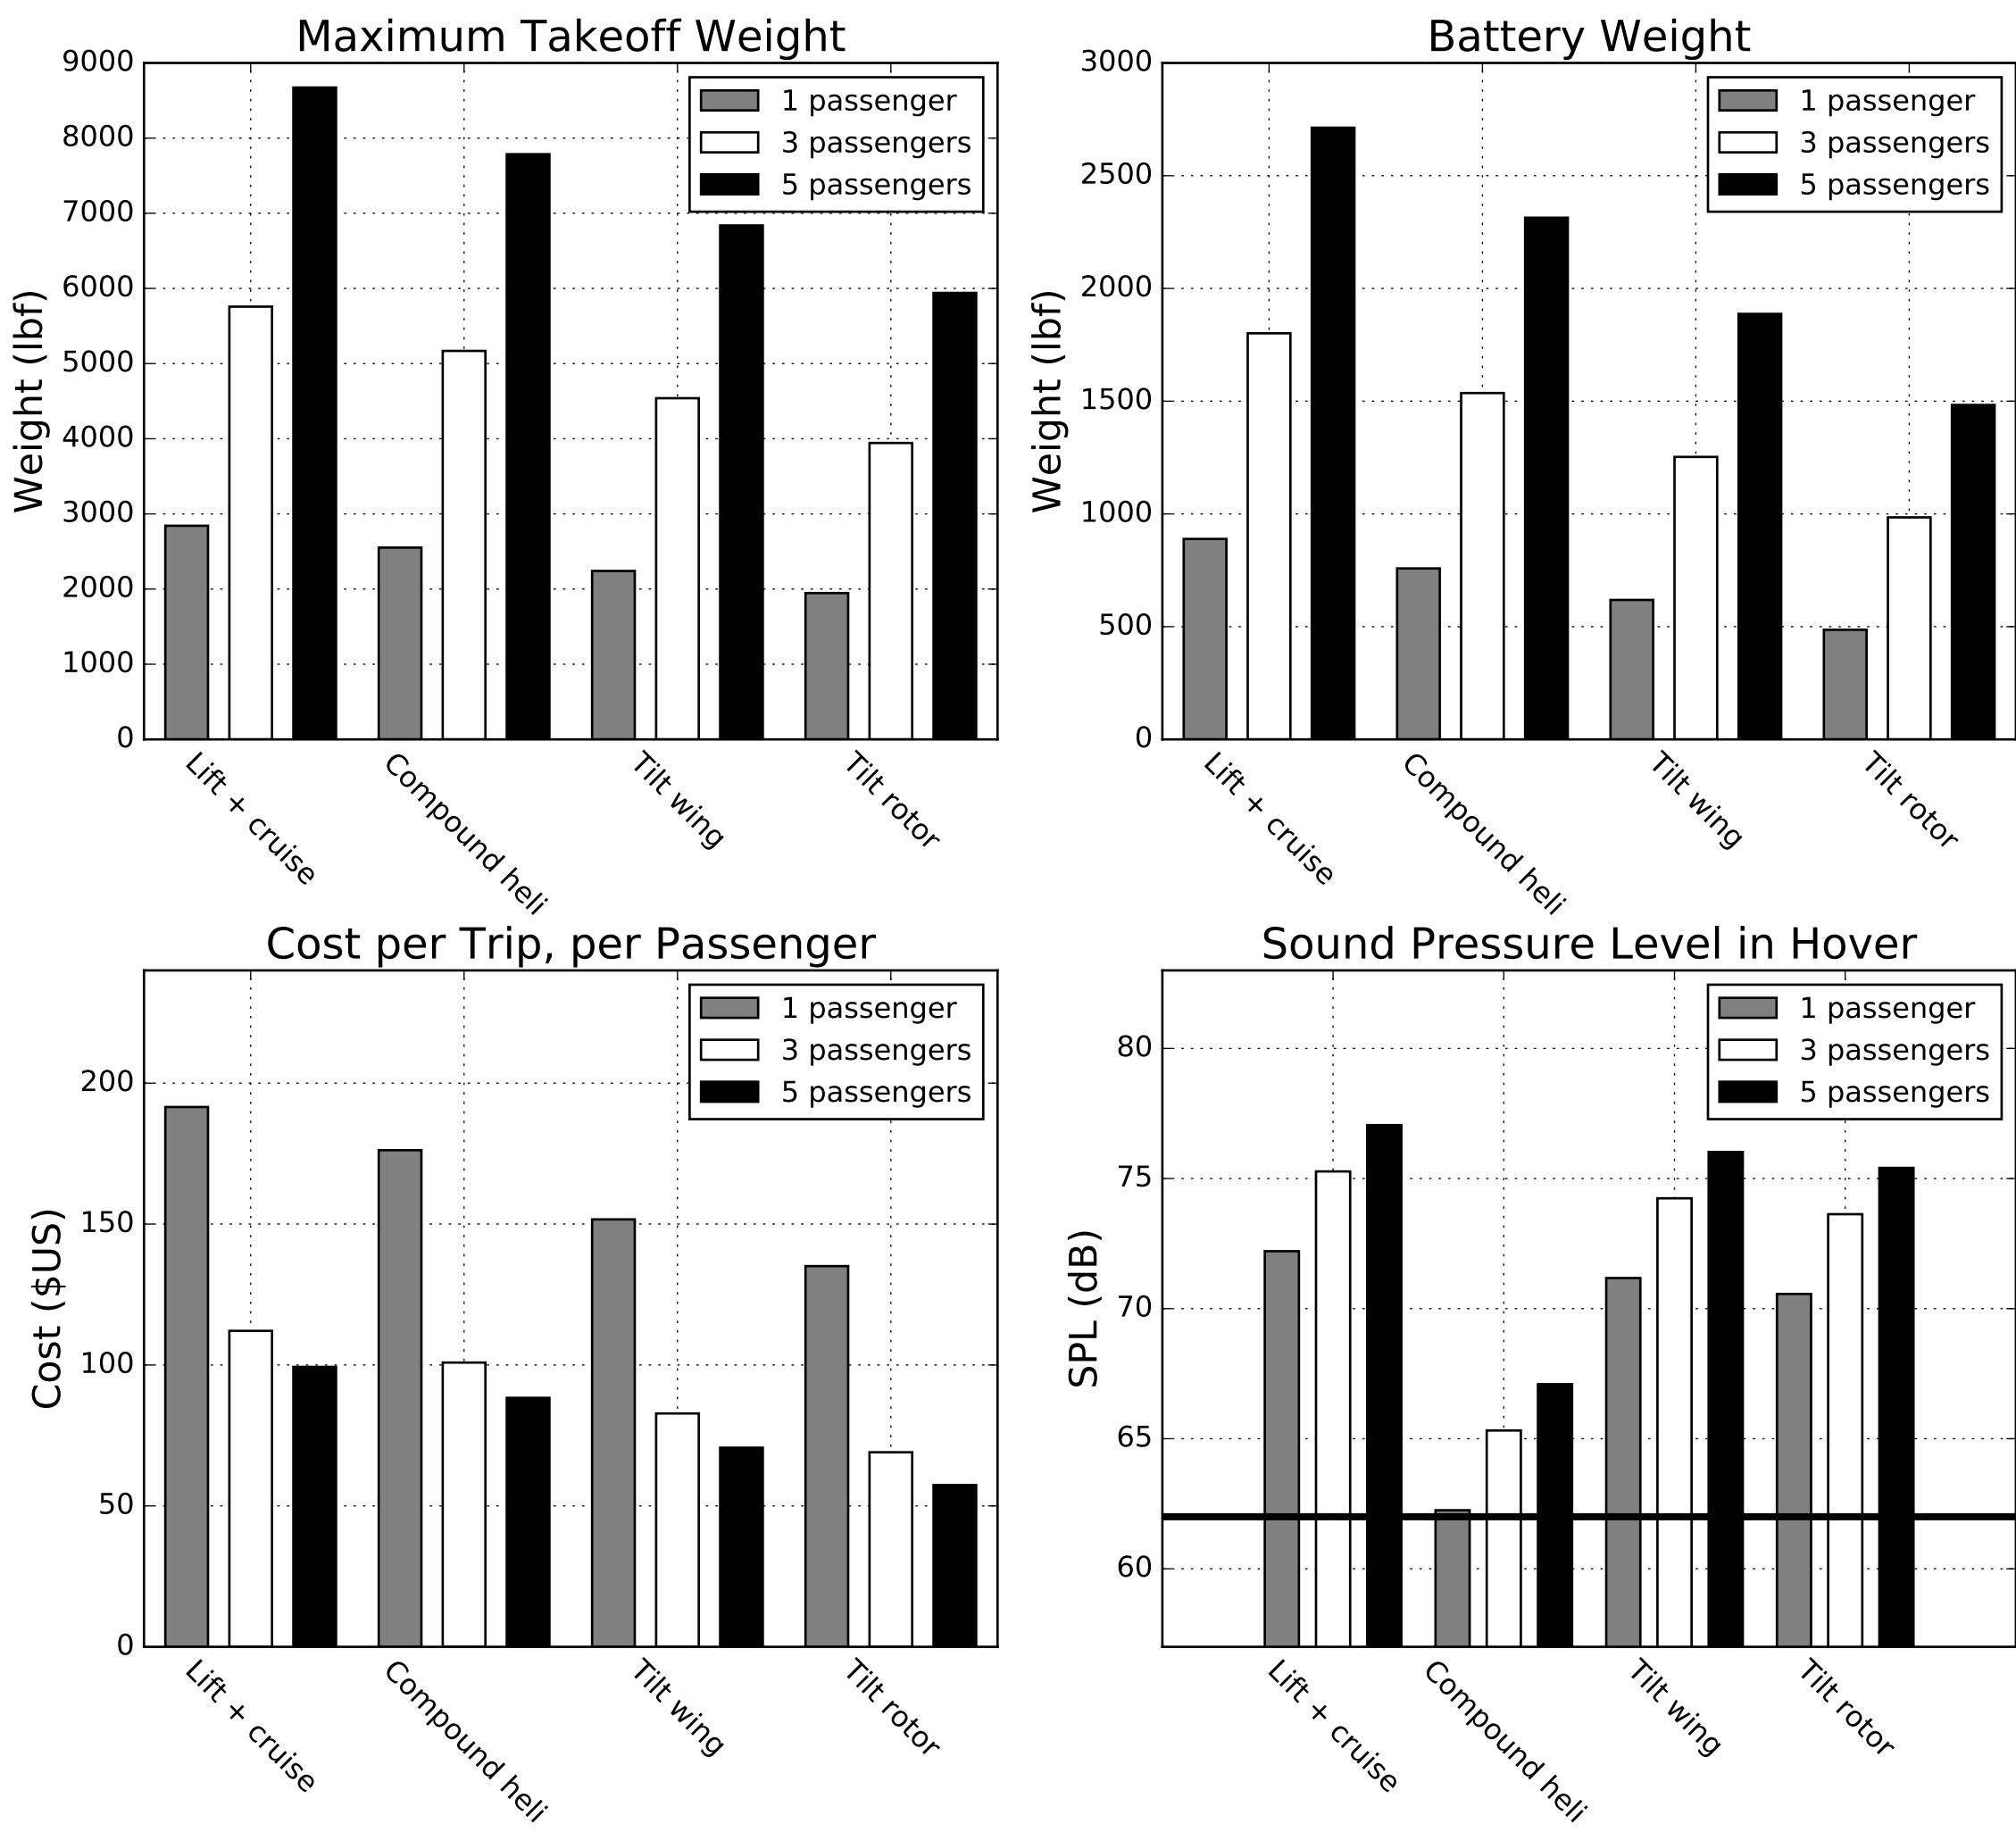 Maximum Takeoff Weight
Weight (lbf)
9000
8000
7000
6000
5000
4000
3000
2000
1000
0
1 passenger
3 passengers
5 passengers
Lift + cruise
Compound heli
Tilt wing
Tilt rotor
Battery Weight
Weight (lbf)
3000
2500
2000
1500
1000
500
0
1 passenger
3 passengers
5 passengers
Lift + cruise
Compound heli
Tilt wing
Tilt rotor
Cost per Trip, per Passenger
Cost ($US)
200
150
100
50
0
1 passenger
3 passengers
5 passengers
Lift + cruise
Compound heli
Tilt wing
Tilt rotor
Sound Pressure Level in Hover
SPL (dB)
80
75
70
65
60
1 passenger
3 passengers
5 passengers
Lift + cruise
Compound heli
Tilt wing
Tilt rotor